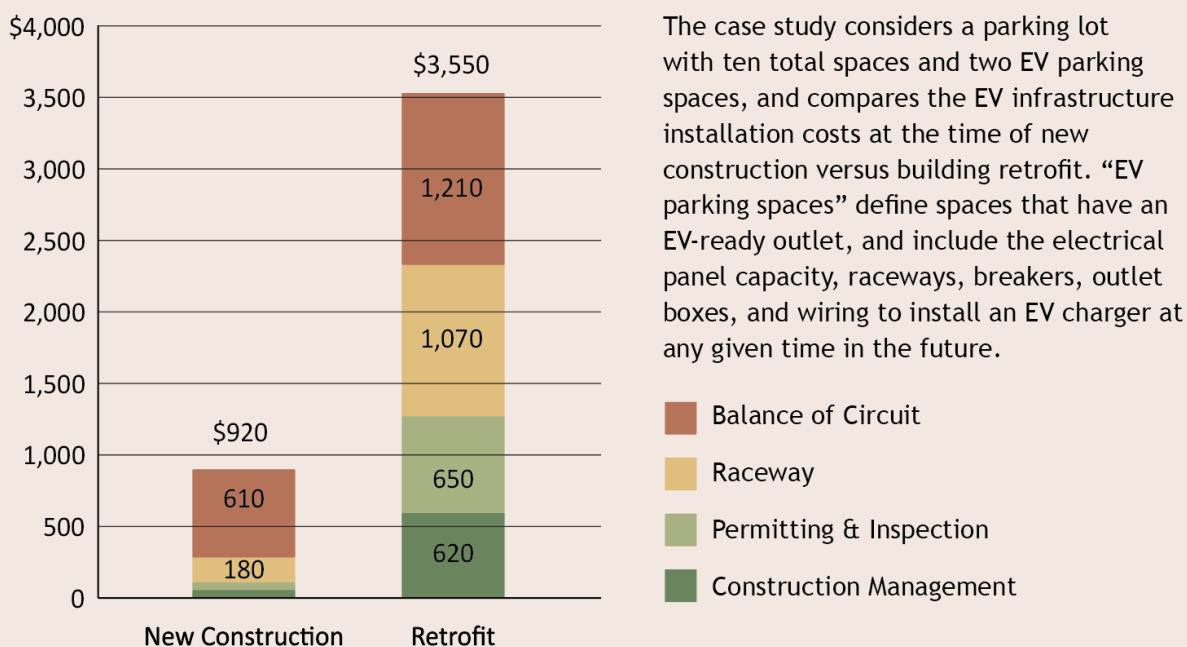 $4,000
3,500
3,000
2,500
2,000
1,500
1,000
500
0
$920
610
180
New Construction
$3,550
1,210
1,070
650
620
Retrofit
The case study considers a parking lot
with ten total spaces and two EV parking
spaces, and compares the EV infrastructure
installation costs at the time of new
construction versus building retrofit. “EV
parking spaces” define spaces that have an
EV-ready outlet, and include the electrical
panel capacity, raceways, breakers, outlet
boxes, and wiring to install an EV charger at
any given time in the future.
Balance of Circuit
Raceway
Permitting & Inspection
Construction Management